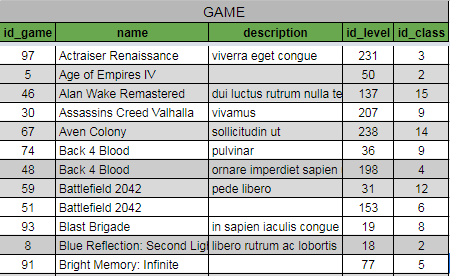 GAME
id_game name description id_level id_class
97 Actraiser Renaissance viverra eget congue 231 3
5 Age of Empires IV 50 2
46 Alan Wake Remastered dui luctus rutrum nulla te 137 15
30 Assassins Creed Valhalla vivamus 207 9
67 Aven Colony sollicitudin ut 238 14
74 Back 4 Blood pulvinar 36 9
48 Back 4 Blood ornare imperdiet sapien 198 4
59 Battlefield 2042 pede libero 31 12
51 Battlefield 2042 153 6
93 Blast Brigade in sapien iaculis congue 19 8
8 Blue Reflection: Second Lig libero rutrum ac lobortis 18 2
91 Bright Memory: Infinite 77 5